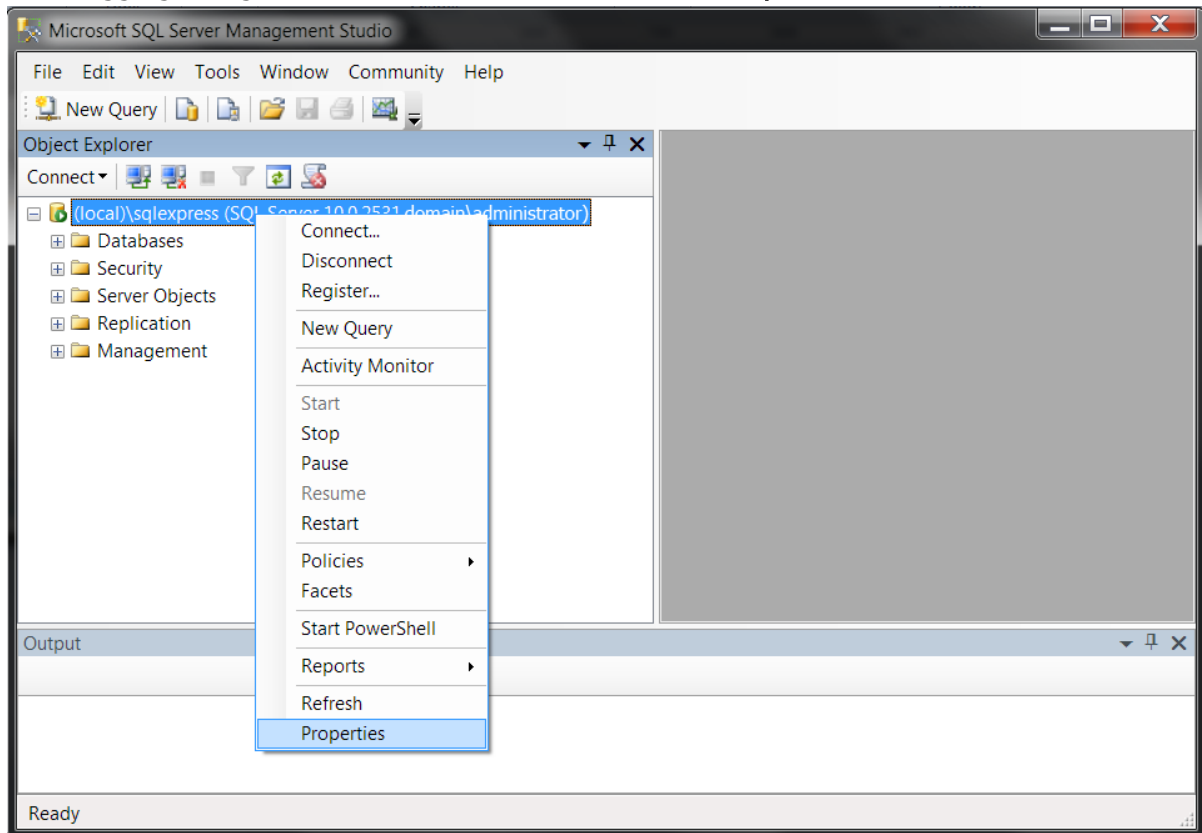 Microsoft SQL Server Management Studio
File Edit View Tools Window Community Help
New Query
Object Explorer
Connect
(local)\sqlexpress (SQL Server 10.0.2531 domain\administrator)
Databases
Security
Server Objects
Replication
Management
Connect...
Disconnect
Register...
New Query
Activity Monitor
Start
Stop
Pause
Resume
Restart
Policies
Facets
Start PowerShell
Reports
Refresh
Properties
Output
Ready